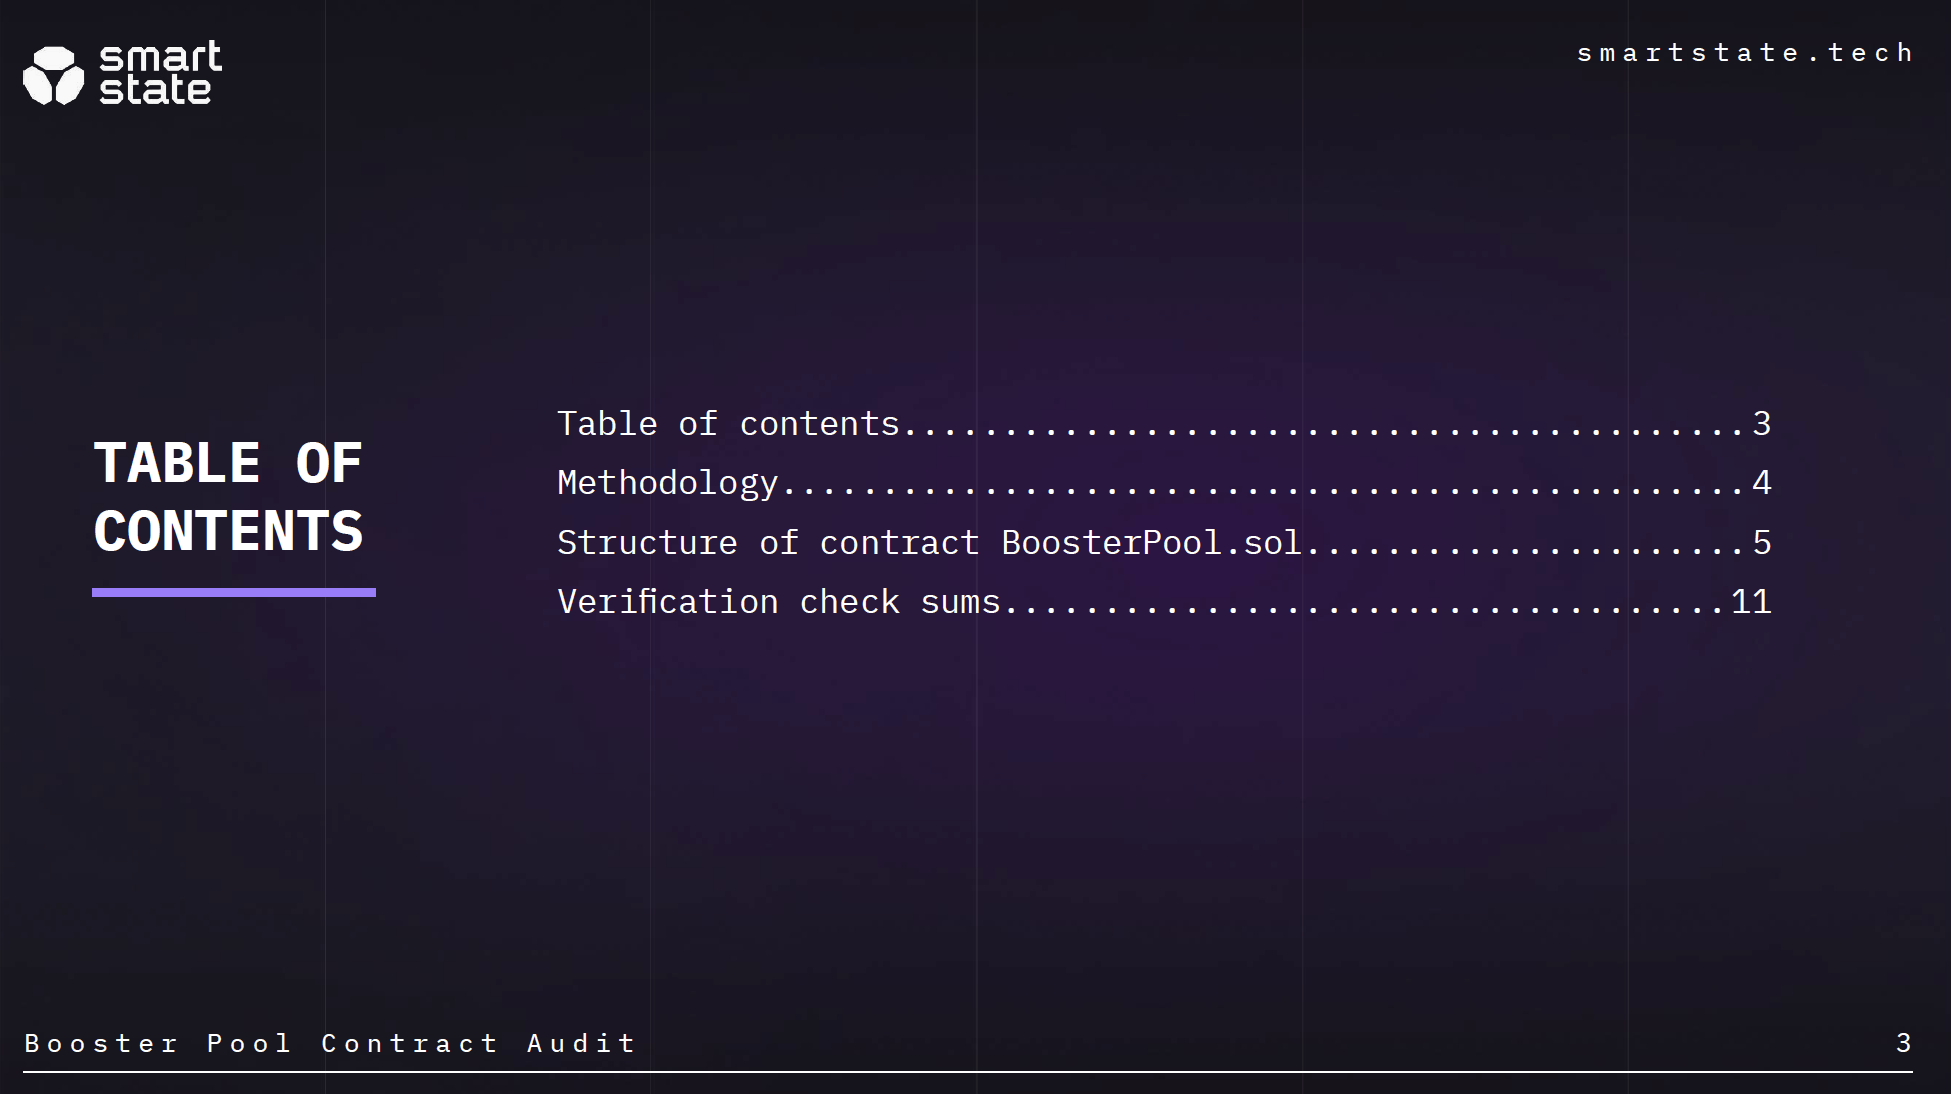 smart
state
smartstate.tech
TABLE OF
CONTENTS
Table of contents..........................................3
Methodology................................................4
Structure of contract BoosterPool.sol......................5
Verification check sums....................................11
Booster Pool Contract Audit
3